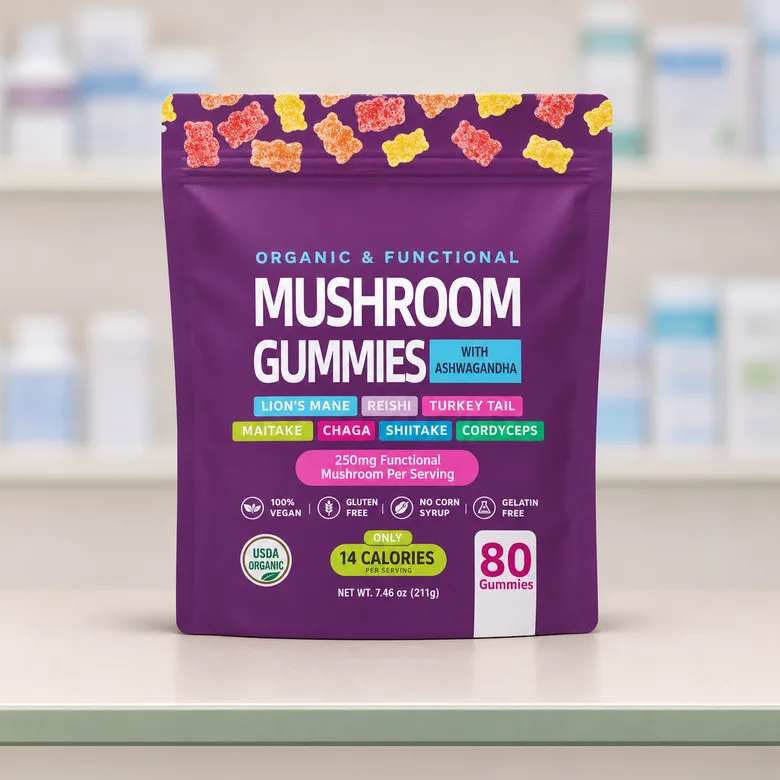 ORGANIC & FUNCTIONAL
MUSHROOM
GUMMIES
WITH
ASHWAGANDHA
LION'S MANE
REISHI
TURKEY TAIL
MAITAKE
CHAGA
SHIITAKE
CORDYCEPS
250mg Functional
Mushroom Per Serving
100%
VEGAN
GLUTEN
FREE
NO CORN
SYRUP
GELATIN
FREE
USDA
ORGANIC
ONLY
14 CALORIES
PER SERVING
NET WT. 7.46 oz (211g)
80
Gummies